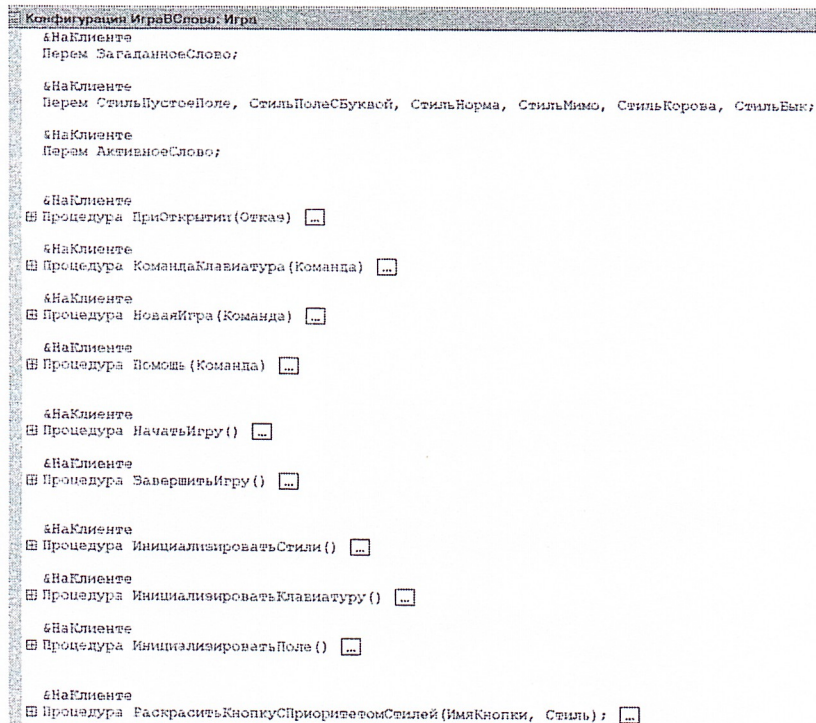 Конфигурация ИграВСлово: Игра
&НаКлиенте
Перем ЗагаданноеСлово;
&НаКлиенте
Перем СтильПустоеПоле, СтильПолеСБуквой, СтильНорма, СтильМимо, СтильКорова, СтильБык;
&НаКлиенте
Перем АктивноеСлово;
&НаКлиенте
Процедура ПриОткрытии(Отказ) ...
&НаКлиенте
Процедура КомандаКлавиатура(Команда) ...
&НаКлиенте
Процедура НоваяИгра(Команда) ...
&НаКлиенте
Процедура Помощь(Команда) ...
&НаКлиенте
Процедура НачатьИгру() ...
&НаКлиенте
Процедура ЗавершитьИгру() ...
&НаКлиенте
Процедура ИнициализироватьСтили() ...
&НаКлиенте
Процедура ИнициализироватьКлавиатуру() ...
&НаКлиенте
Процедура ИнициализироватьПоле() ...
&НаКлиенте
Процедура РаскраситьКнопкуСПриоритетомСтилей(ИмяКнопки, Стиль); ...